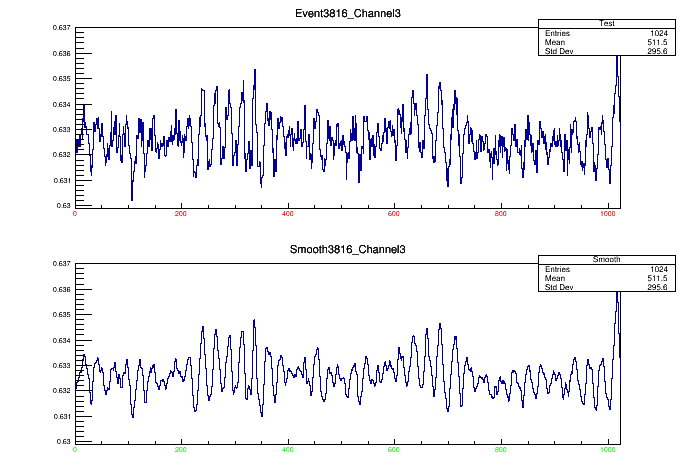 Event3816_Channel3
Test
Entries 1024
Mean 511.5
Std Dev 295.6
0.637
0.636
0.635
0.634
0.633
0.632
0.631
0.63
0 200 400 600 800 1000
Smooth3816_Channel3
Smooth
Entries 1024
Mean 511.5
Std Dev 295.6
0.637
0.636
0.635
0.634
0.633
0.632
0.631
0.63
0 200 400 600 800 1000